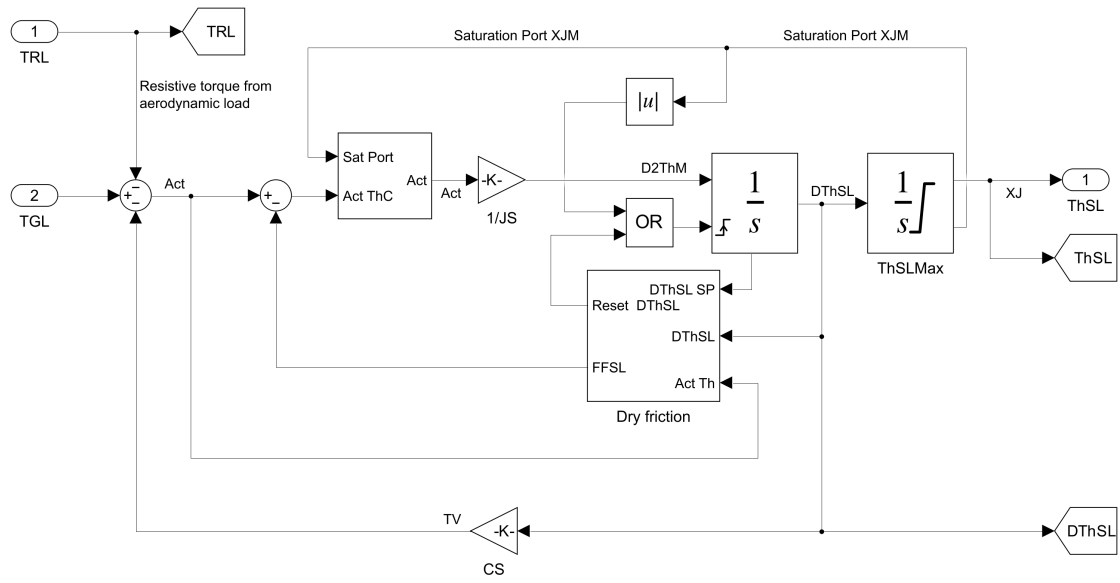 1
TRL
TRL
Saturation Port XJM
Saturation Port XJM
Resistive torque from
aerodynamic load
|u|
Sat Port
Act ThC
Act
Act
-K-
1/JS
D2ThM
1
s
DThSL
1
s
ThSLMax
1
ThSL
XJ
ThSL
2
TGL
+
−
−
Act
+
−
OR
DThSL SP
Reset DThSL
DThSL
FFSL
Act Th
Dry friction
TV
-K-
CS
DThSL